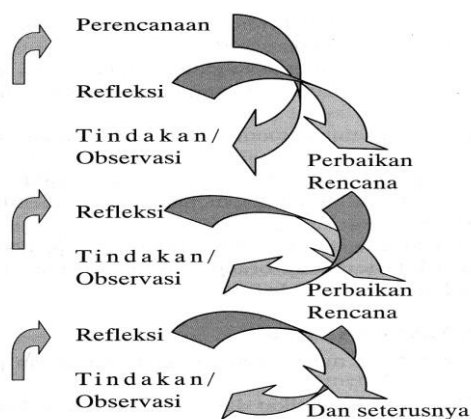 Perencanaan
Refleksi
Tindakan/
Observasi
Perbaikan
Rencana
Refleksi
Tindakan/
Observasi
Perbaikan
Rencana
Refleksi
Tindakan/
Observasi
Dan seterusnya